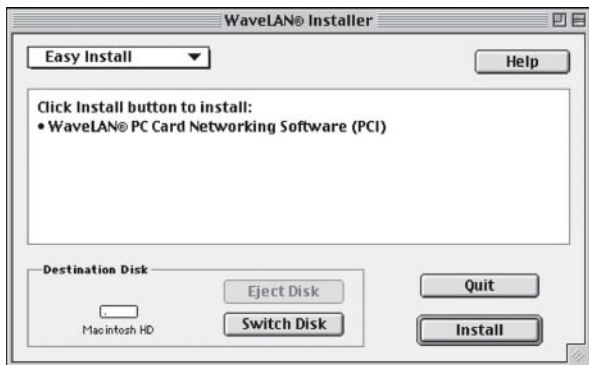 WaveLAN® Installer
Easy Install
Help
Click Install button to install:
• WaveLAN® PC Card Networking Software (PCI)
Destination Disk
Eject Disk
Quit
Macintosh HD
Switch Disk
Install